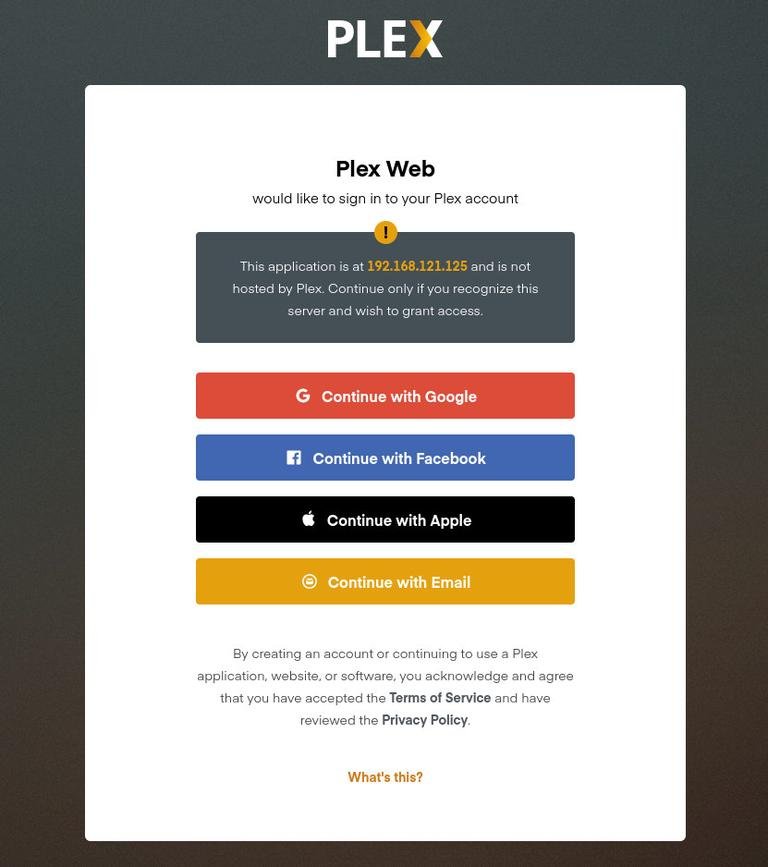 PLEX
Plex Web
would like to sign in to your Plex account
!
This application is at 192.168.121.125 and is not
hosted by Plex. Continue only if you recognize this
server and wish to grant access.
Continue with Google
Continue with Facebook
Continue with Apple
Continue with Email
By creating an account or continuing to use a Plex
application, website, or software, you acknowledge and agree
that you have accepted the Terms of Service and have
reviewed the Privacy Policy.
What's this?